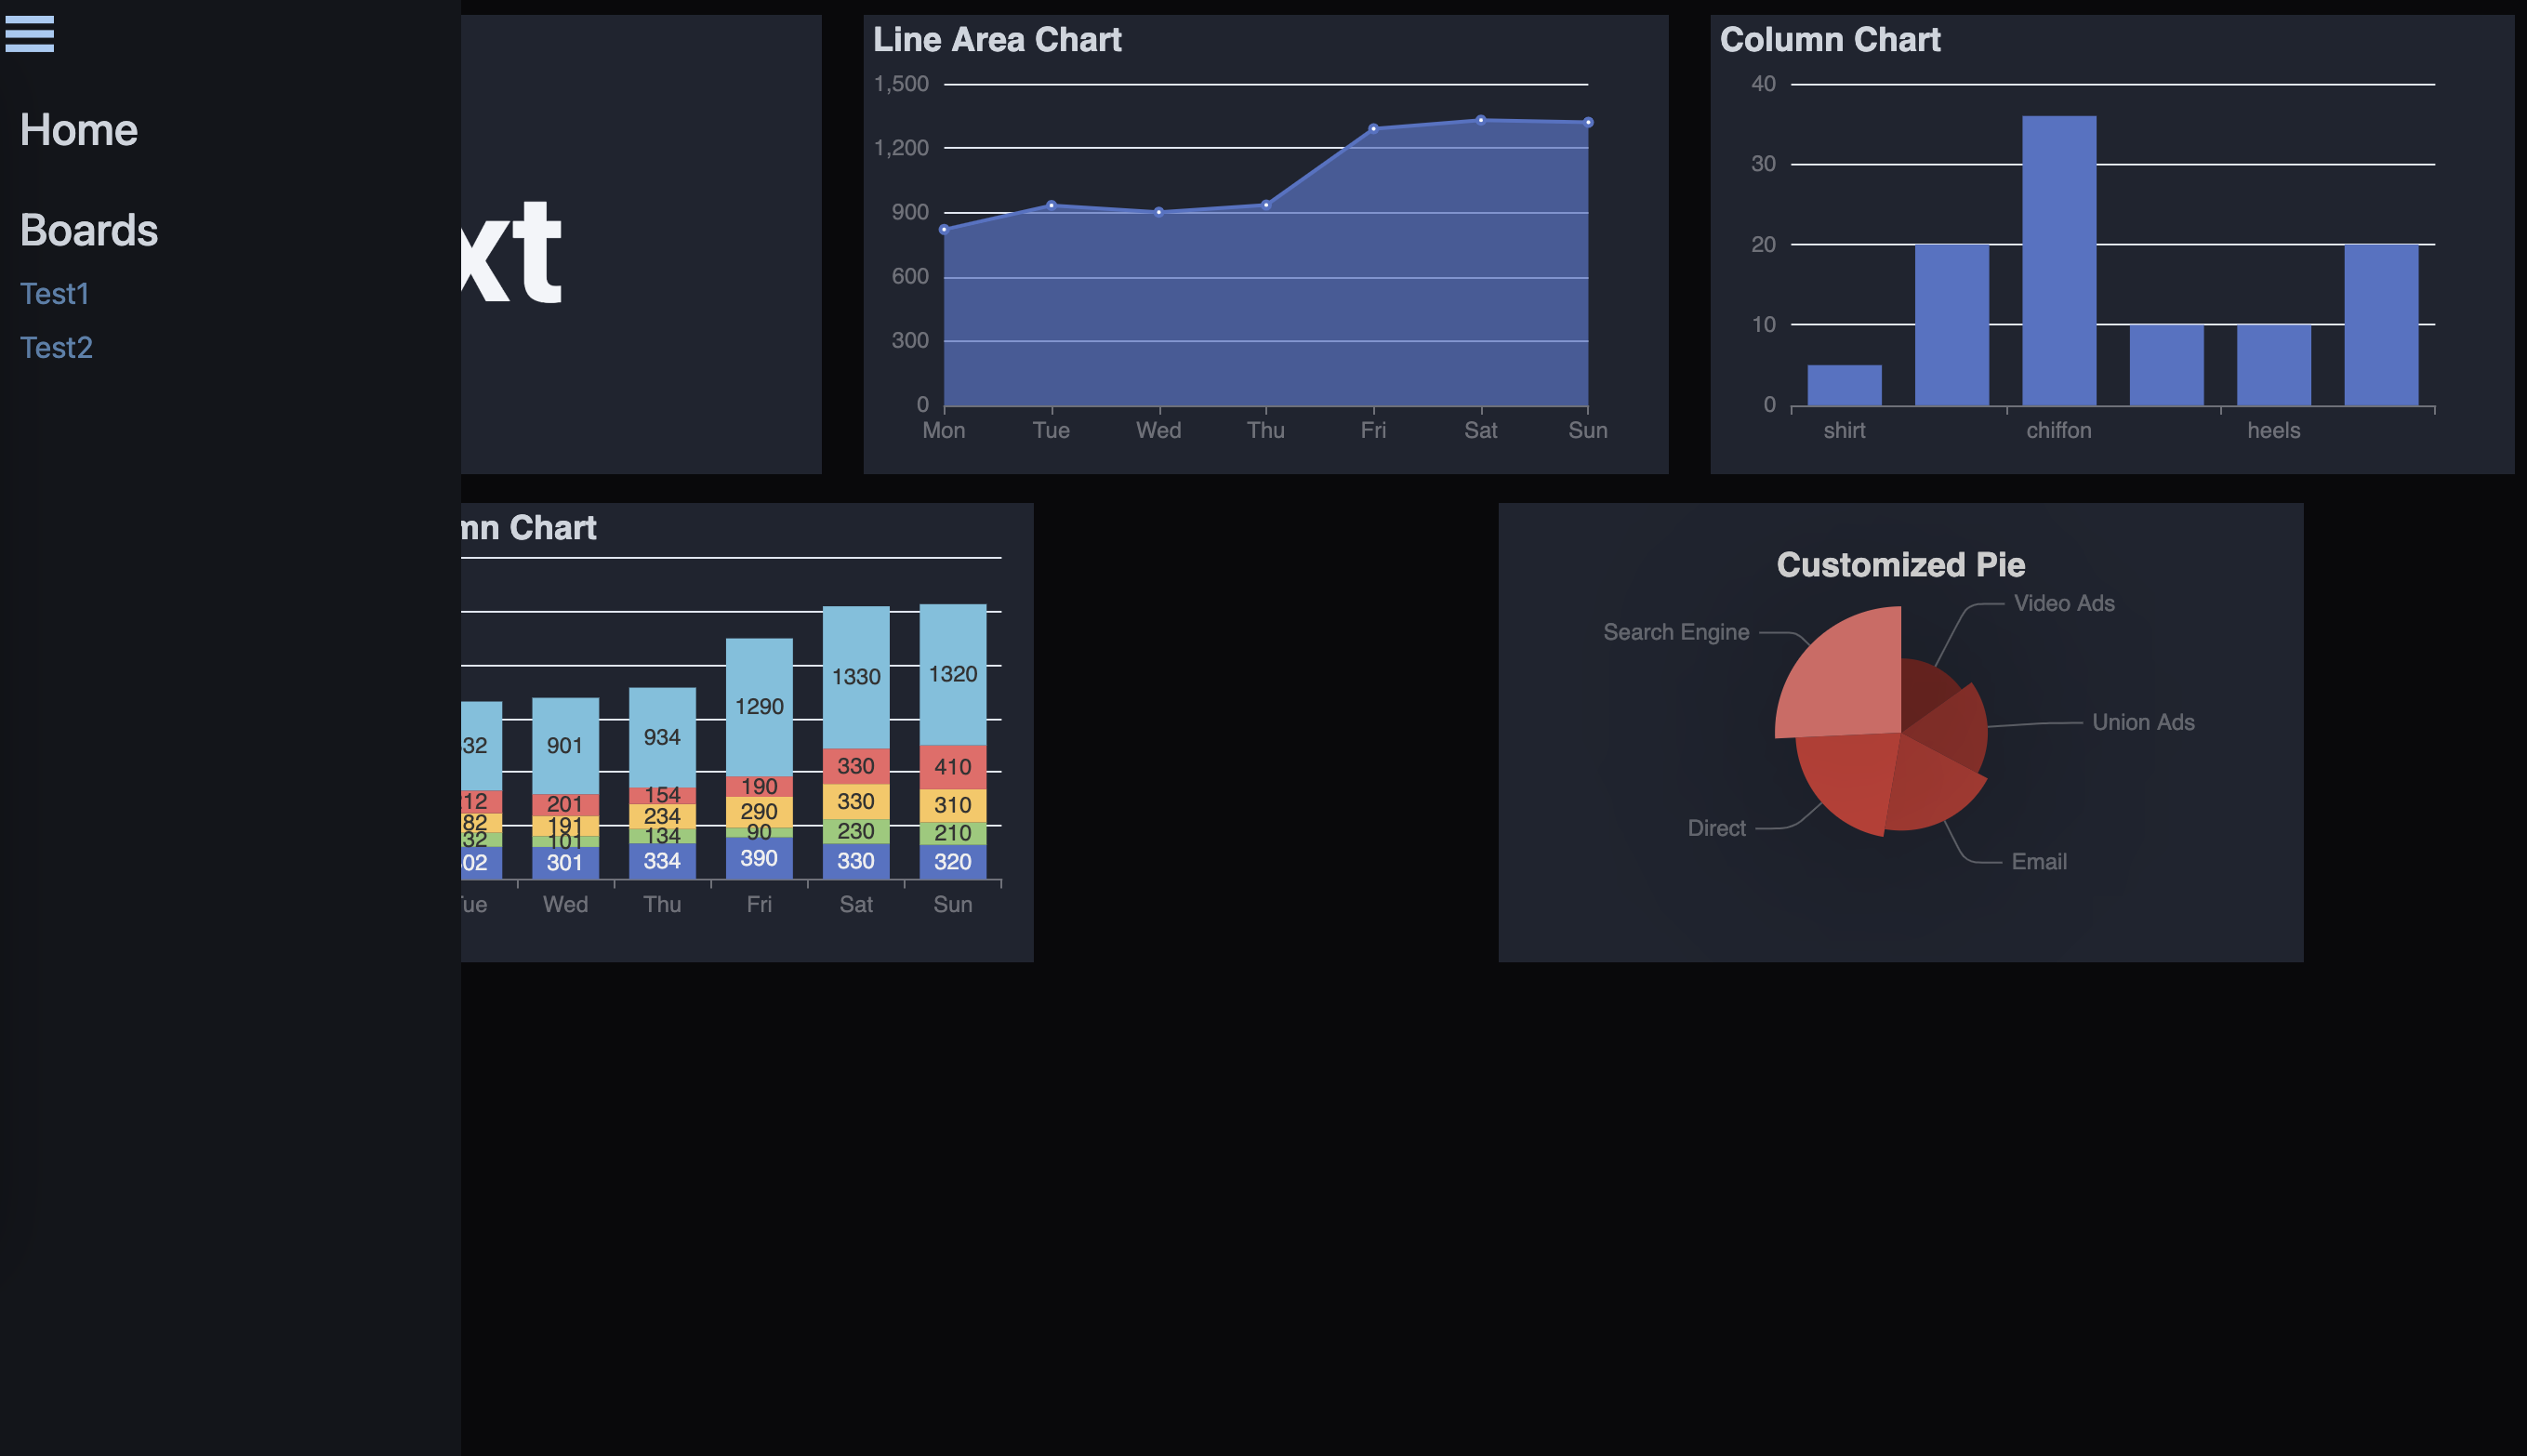 Home
Boards
Test1
Test2
xt
Line Area Chart
1,500
1,200
900
600
300
0
Mon Tue Wed Thu Fri Sat Sun
Column Chart
40
30
20
10
0
shirt chiffon heels
mn Chart
32 901 934 1290 1330 1320
12 201 154 190 330 410
82 191 234 290 330 310
32 101 134 90 230 210
02 301 334 390 330 320
Tue Wed Thu Fri Sat Sun
Customized Pie
Video Ads
Search Engine
Union Ads
Direct
Email